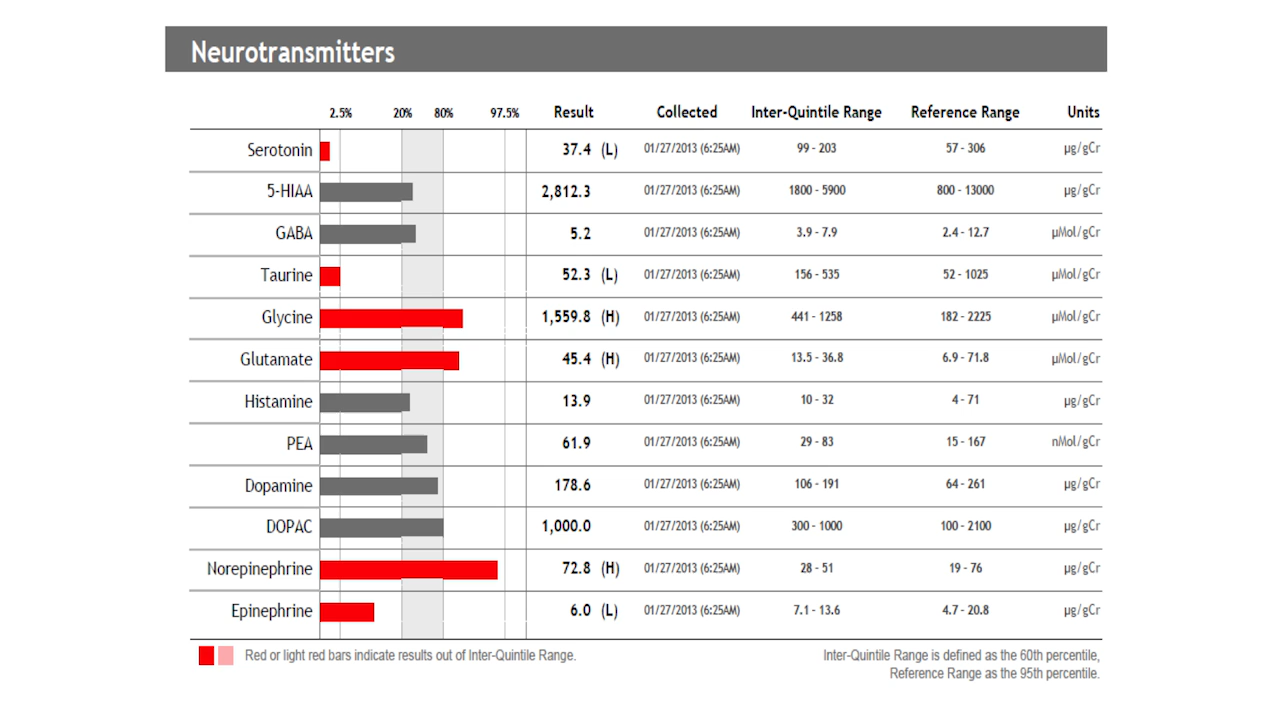 Neurotransmitters
2.5% 20% 80% 97.5% Result Collected Inter-Quintile Range Reference Range Units
Serotonin 37.4 (L) 01/27/2013 (6:25AM) 99 - 203 57 - 306 µg/gCr
5-HIAA 2,812.3 01/27/2013 (6:25AM) 1800 - 5900 800 - 13000 µg/gCr
GABA 5.2 01/27/2013 (6:25AM) 3.9 - 7.9 2.4 - 12.7 µMol/gCr
Taurine 52.3 (L) 01/27/2013 (6:25AM) 156 - 535 52 - 1025 µMol/gCr
Glycine 1,559.8 (H) 01/27/2013 (6:25AM) 441 - 1258 182 - 2225 µMol/gCr
Glutamate 45.4 (H) 01/27/2013 (6:25AM) 13.5 - 36.8 6.9 - 71.8 µMol/gCr
Histamine 13.9 01/27/2013 (6:25AM) 10 - 32 4 - 71 µg/gCr
PEA 61.9 01/27/2013 (6:25AM) 29 - 83 15 - 167 nMol/gCr
Dopamine 178.6 01/27/2013 (6:25AM) 106 - 191 64 - 261 µg/gCr
DOPAC 1,000.0 01/27/2013 (6:25AM) 300 - 1000 100 - 2100 µg/gCr
Norepinephrine 72.8 (H) 01/27/2013 (6:25AM) 28 - 51 19 - 76 µg/gCr
Epinephrine 6.0 (L) 01/27/2013 (6:25AM) 7.1 - 13.6 4.7 - 20.8 µg/gCr
Red or light red bars indicate results out of Inter-Quintile Range. Inter-Quintile Range is defined as the 60th percentile,
Reference Range as the 95th percentile.